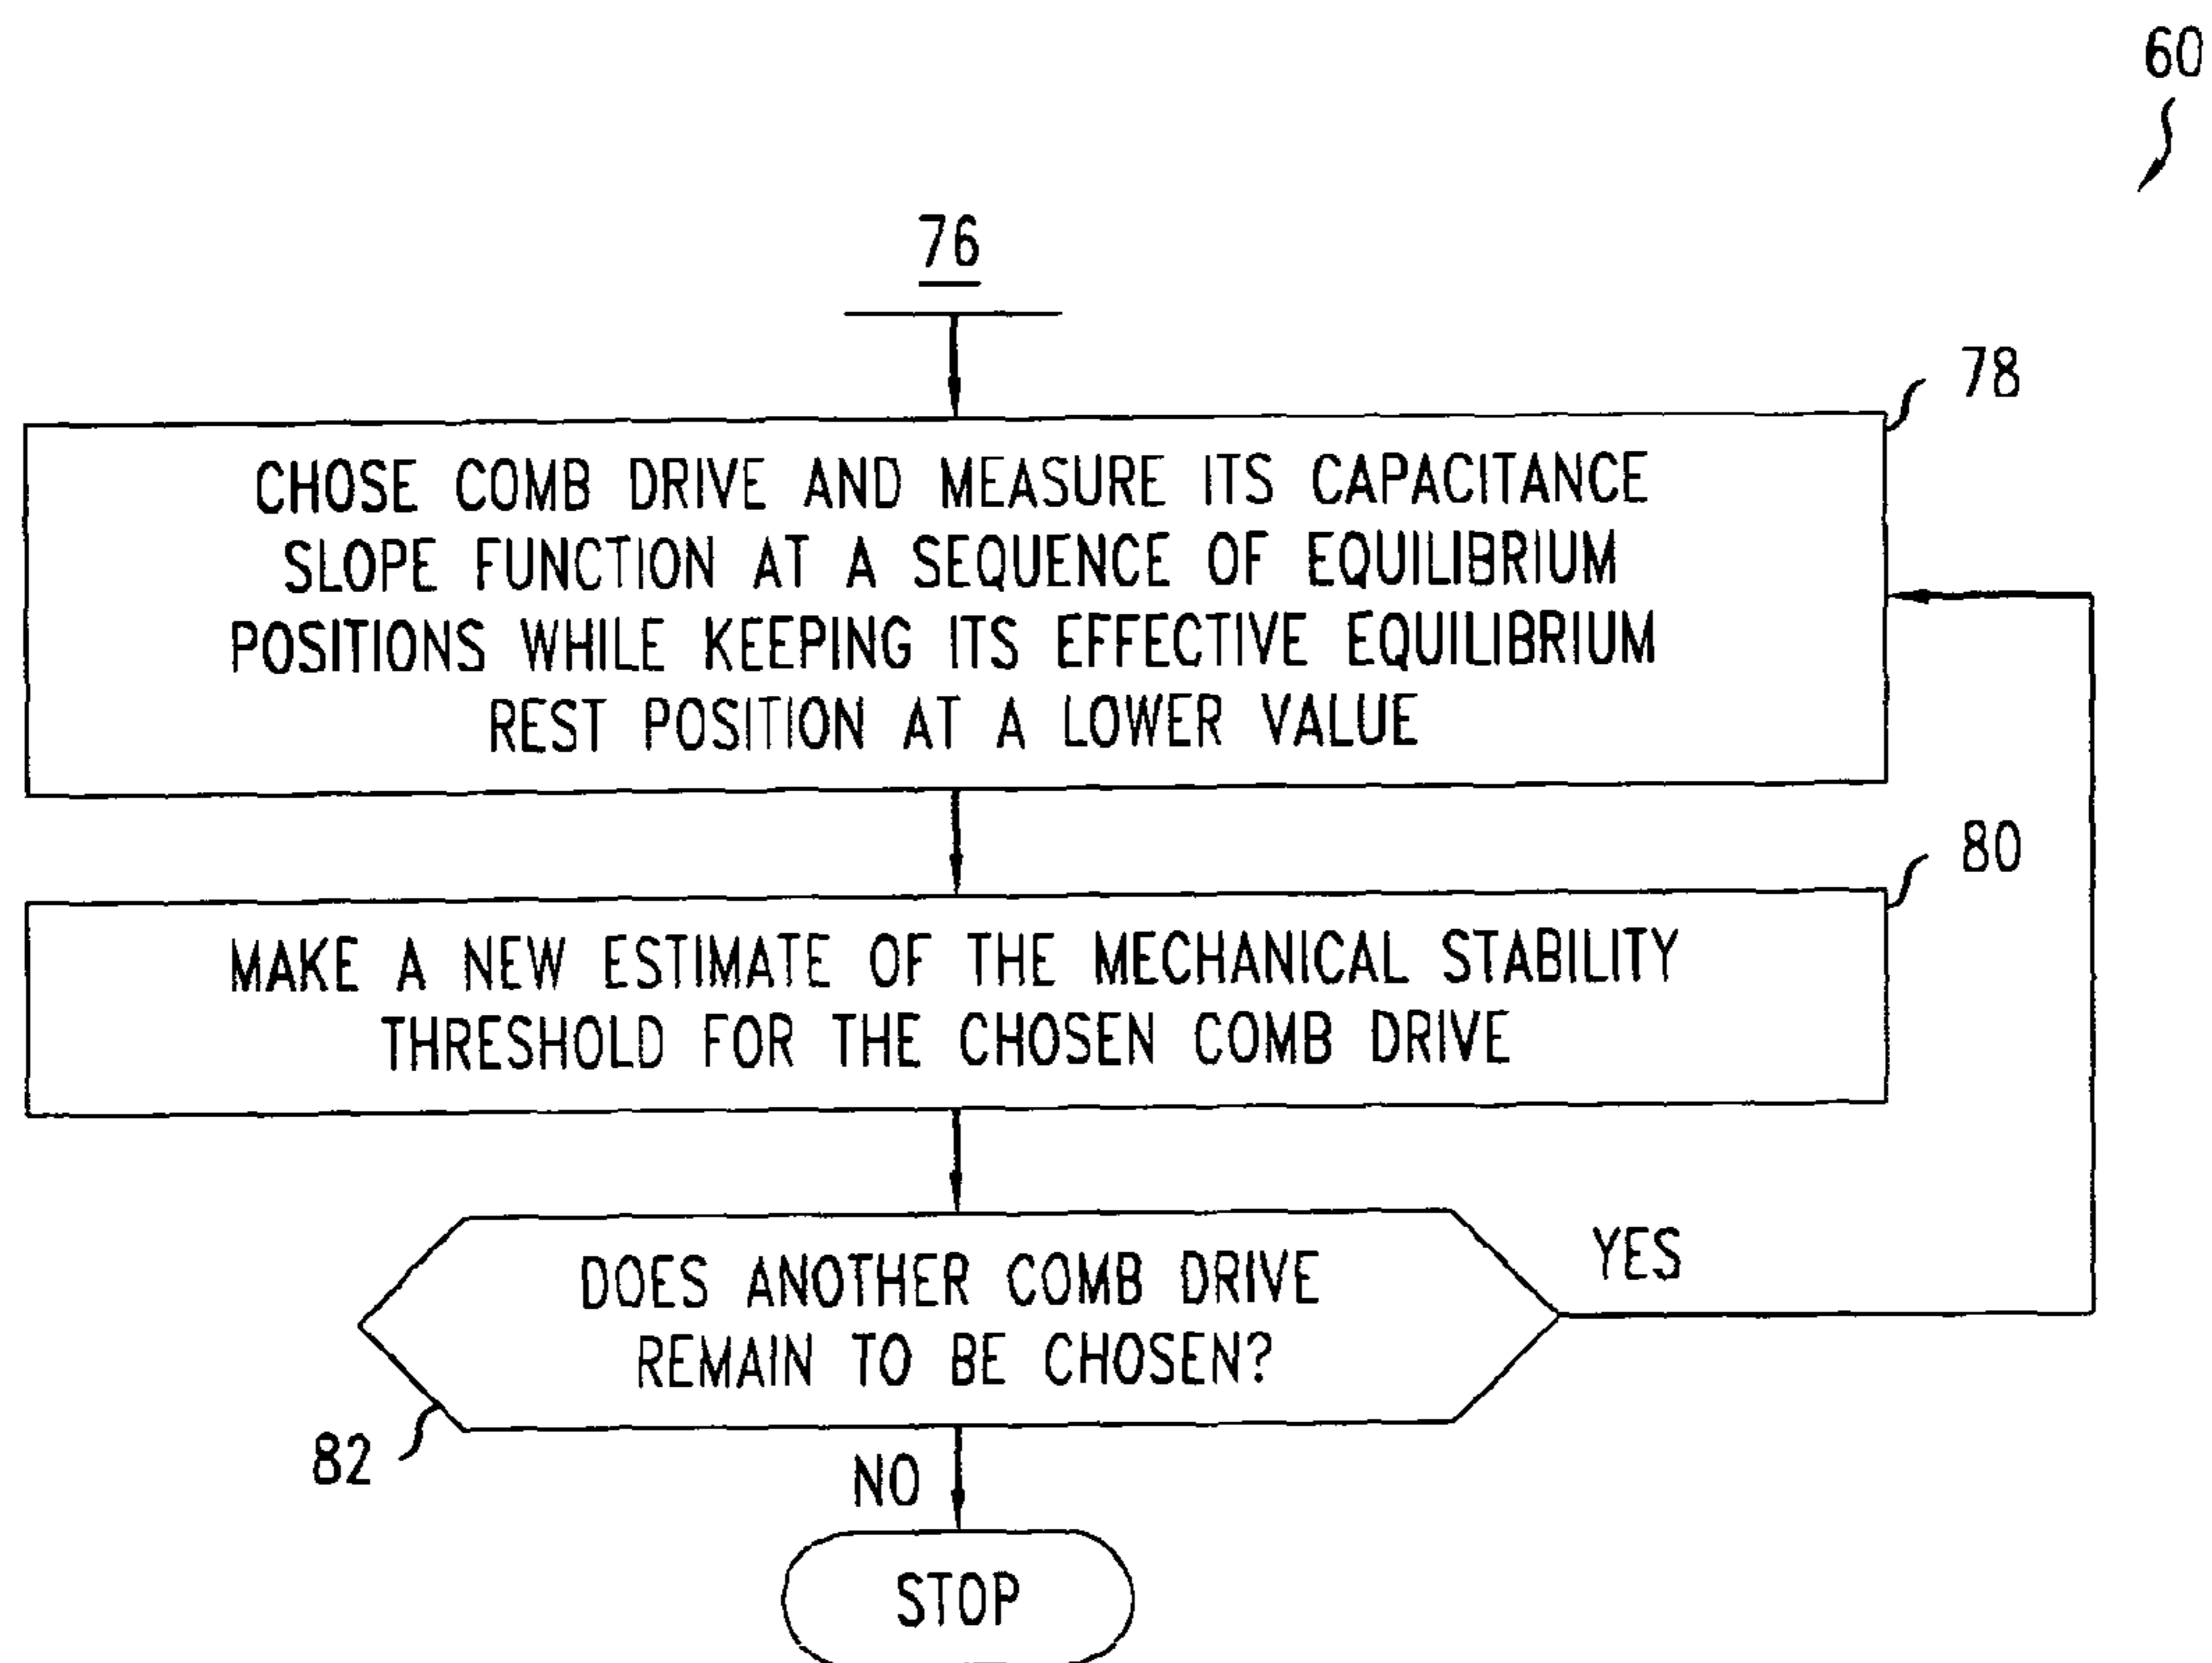 60
76
78
CHOSE COMB DRIVE AND MEASURE ITS CAPACITANCE
SLOPE FUNCTION AT A SEQUENCE OF EQUILIBRIUM
POSITIONS WHILE KEEPING ITS EFFECTIVE EQUILIBRIUM
REST POSITION AT A LOWER VALUE
80
MAKE A NEW ESTIMATE OF THE MECHANICAL STABILITY
THRESHOLD FOR THE CHOSEN COMB DRIVE
DOES ANOTHER COMB DRIVE
REMAIN TO BE CHOSEN?
YES
82
NO
STOP